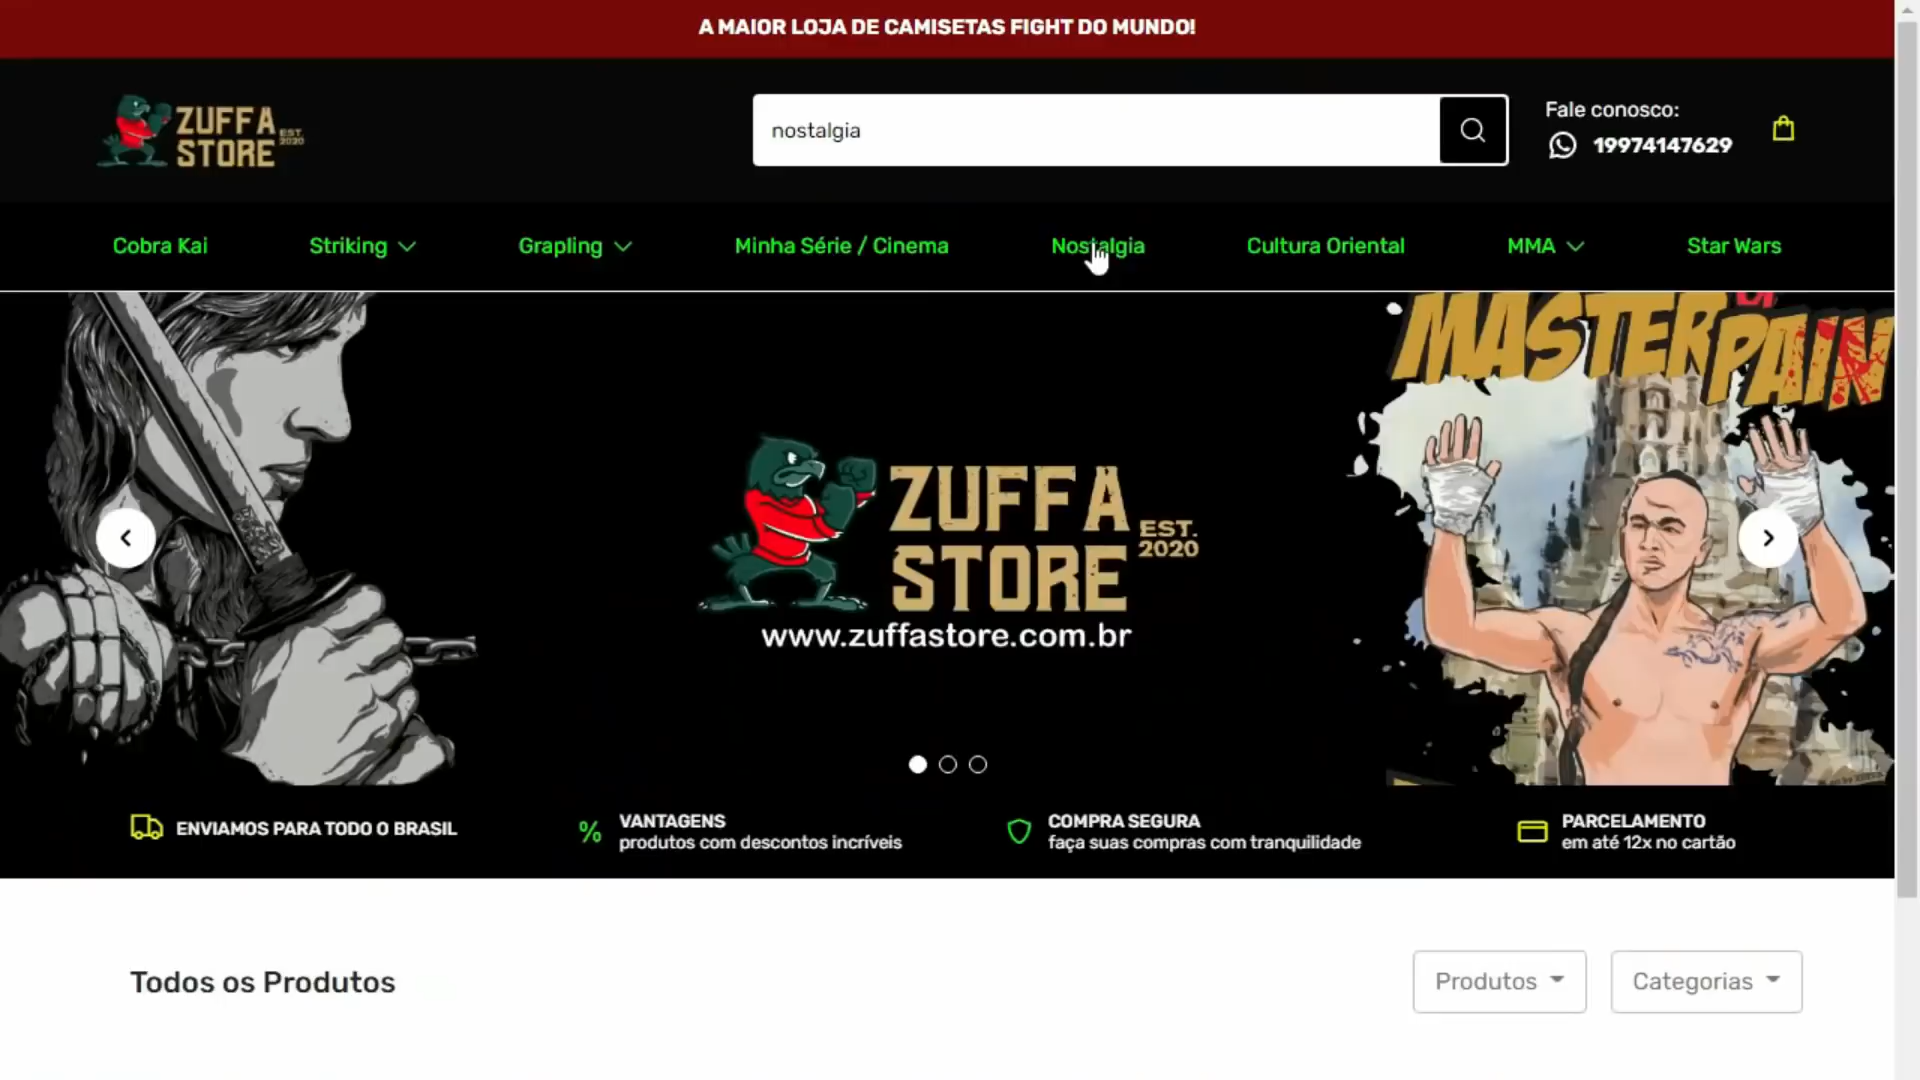 A MAIOR LOJA DE CAMISETAS FIGHT DO MUNDO!
ZUFFA STORE EST. 2020
nostalgia
Fale conosco:
19974147629
Cobra Kai
Striking
Grapling
Minha Série / Cinema
Nostalgia
Cultura Oriental
MMA
Star Wars
MASTER PAIN
ZUFFA
STORE
EST.
2020
www.zuffastore.com.br
ENVIAMOS PARA TODO O BRASIL
VANTAGENS
produtos com descontos incríveis
COMPRA SEGURA
faça suas compras com tranquilidade
PARCELAMENTO
em até 12x no cartão
Todos os Produtos
Produtos
Categorias